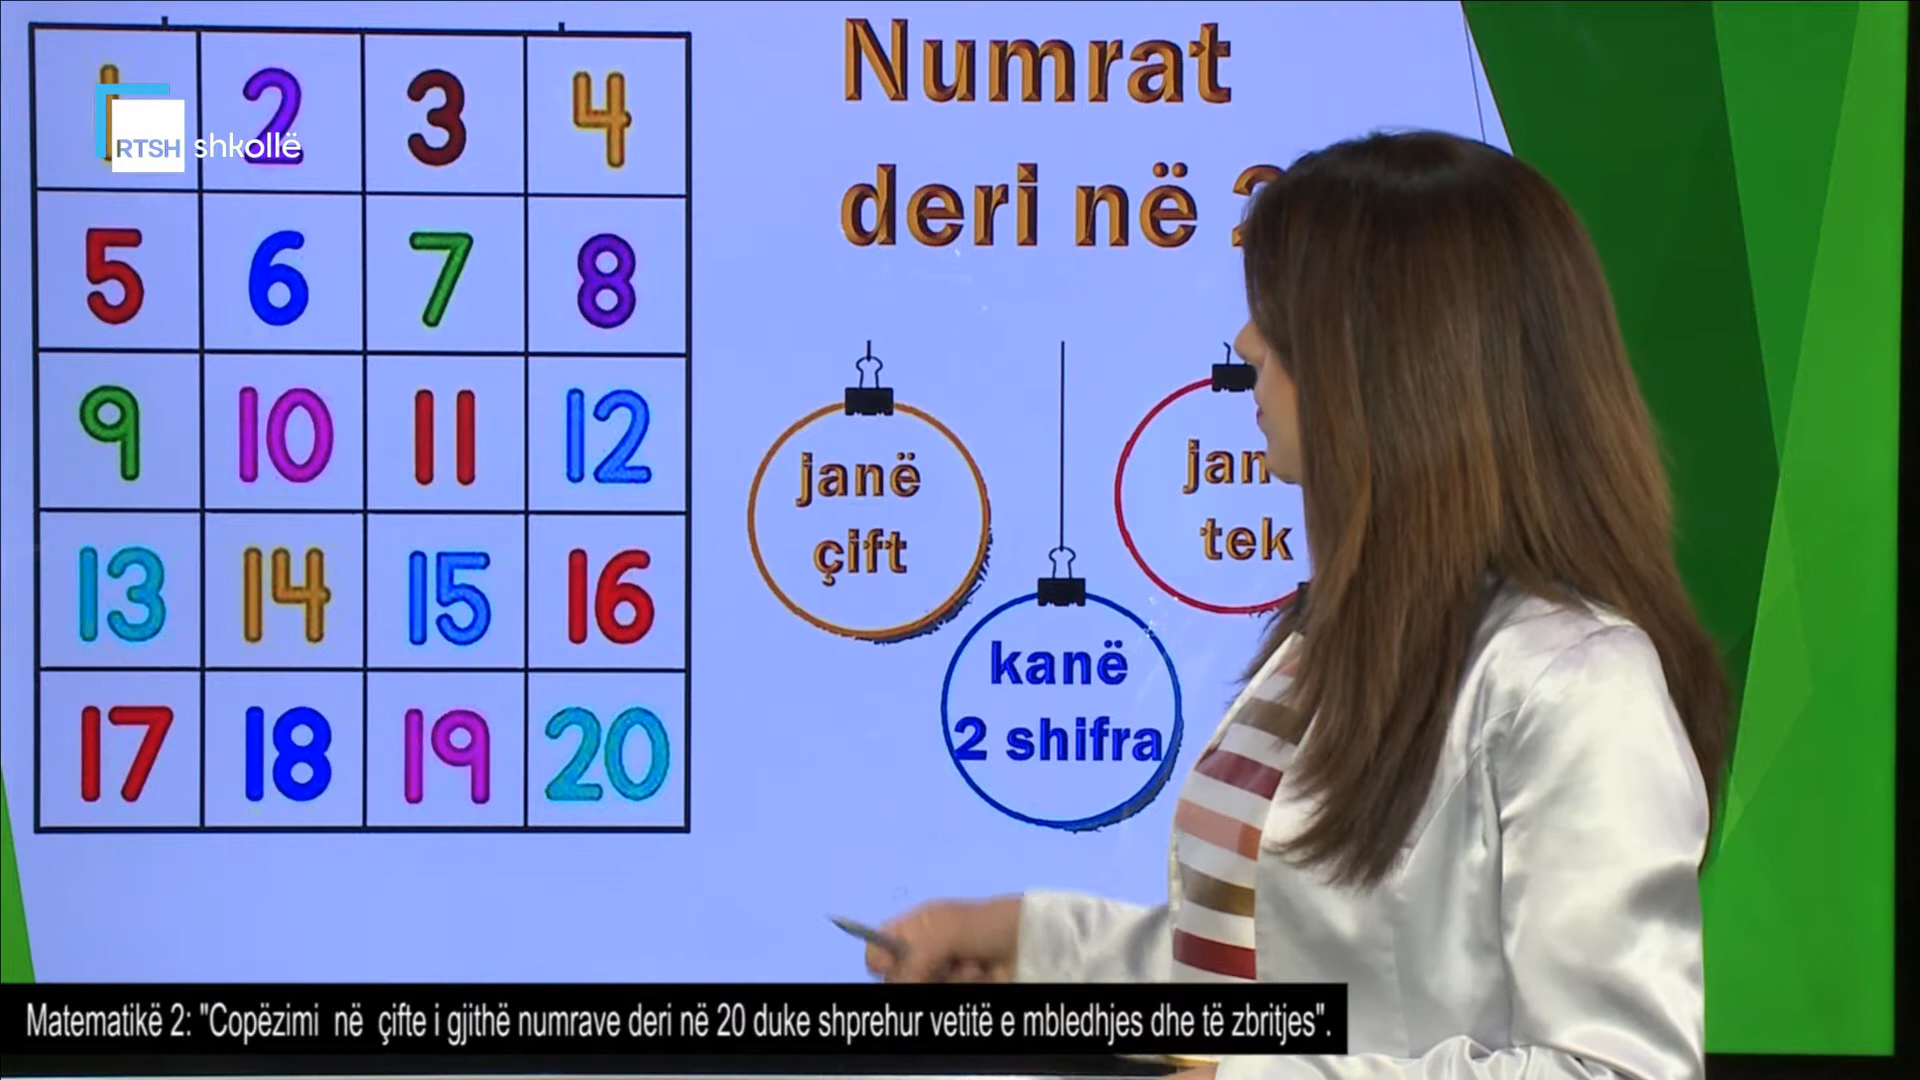 RTSH shkollë
2 3 4
5 6 7 8
9 10 11 12
13 14 15 16
17 18 19 20
Numrat
deri në
janë
çift
kanë
2 shifra
tek
Matematikë 2: "Copëzimi në çifte i gjithë numrave deri në 20 duke shprehur vetitë e mbledhjes dhe të zbritjes".